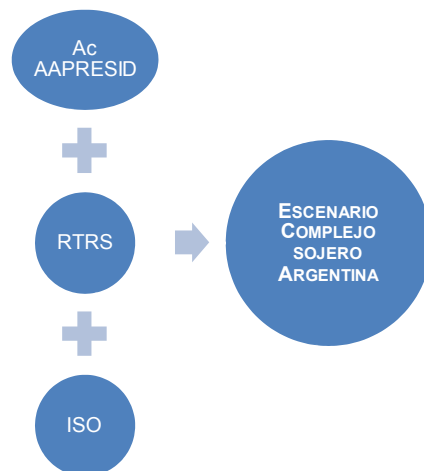 Ac
AAPRESID
RTRS
ESCENARIO
COMPLEJO
SOJERO
ARGENTINA
ISO